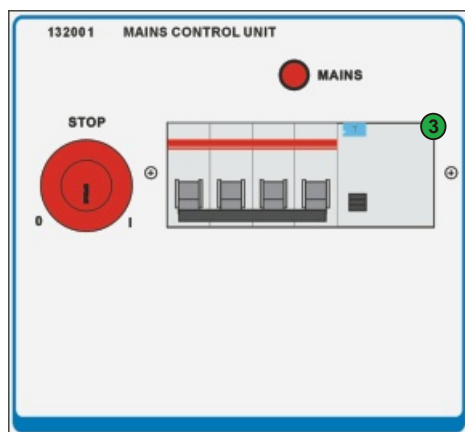 132001 MAINS CONTROL UNIT
MAINS
STOP
3
T
0 I